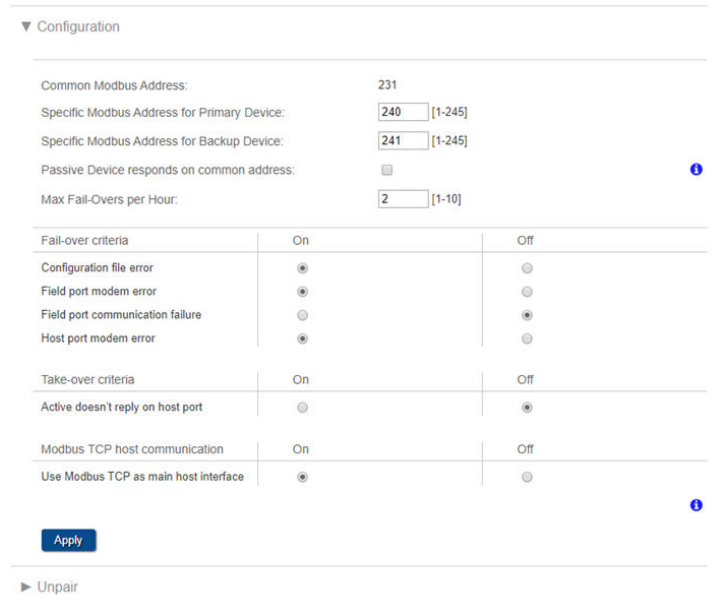 Configuration
Common Modbus Address: 231
Specific Modbus Address for Primary Device: 240 [1-245]
Specific Modbus Address for Backup Device: 241 [1-245]
Passive Device responds on common address:
Max Fail-Overs per Hour: 2 [1-10]
Fail-over criteria On Off
Configuration file error
Field port modem error
Field port communication failure
Host port modem error
Take-over criteria On Off
Active doesn't reply on host port
Modbus TCP host communication On Off
Use Modbus TCP as main host interface
Apply
Unpair